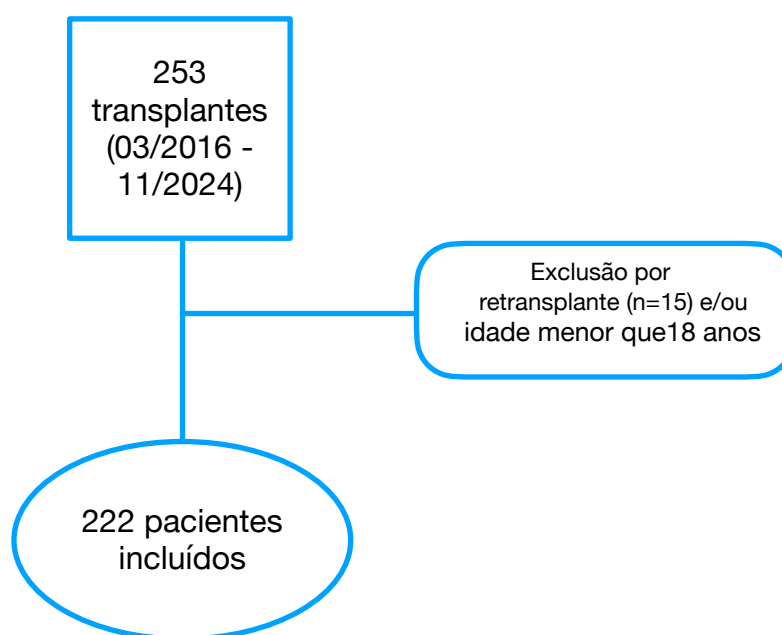 253
transplantes
(03/2016 -
11/2024)
Exclusão por
retransplante (n=15) e/ou
idade menor que18 anos
222 pacientes
incluídos